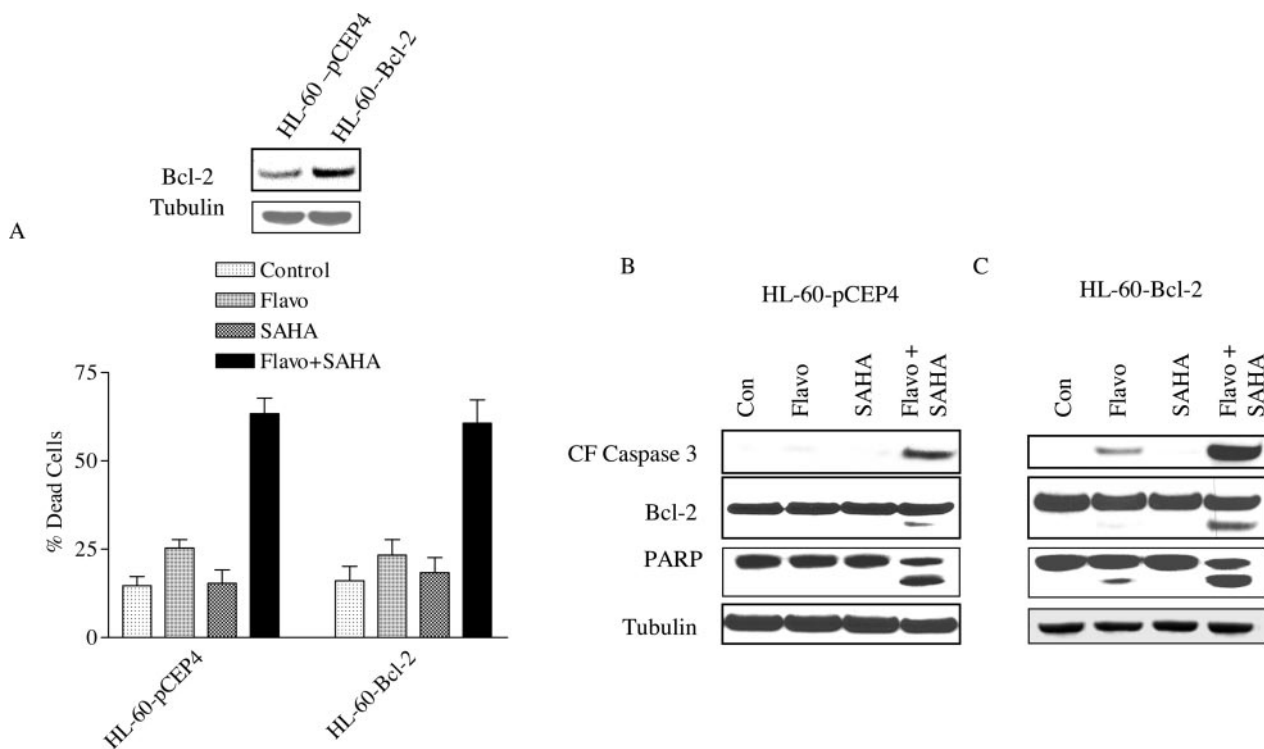 HL-60 –pCEP4
HL-60--Bcl-2
Bcl-2
Tubulin
A
Control
Flavo
SAHA
Flavo+SAHA
75
50
25
0
% Dead Cells
HL-60-pCEP4
HL-60-Bcl-2
B
HL-60-pCEP4
Con
Flavo
SAHA
Flavo +
SAHA
CF Caspase 3
Bcl-2
PARP
Tubulin
C
HL-60-Bcl-2
Con
Flavo
SAHA
Flavo +
SAHA